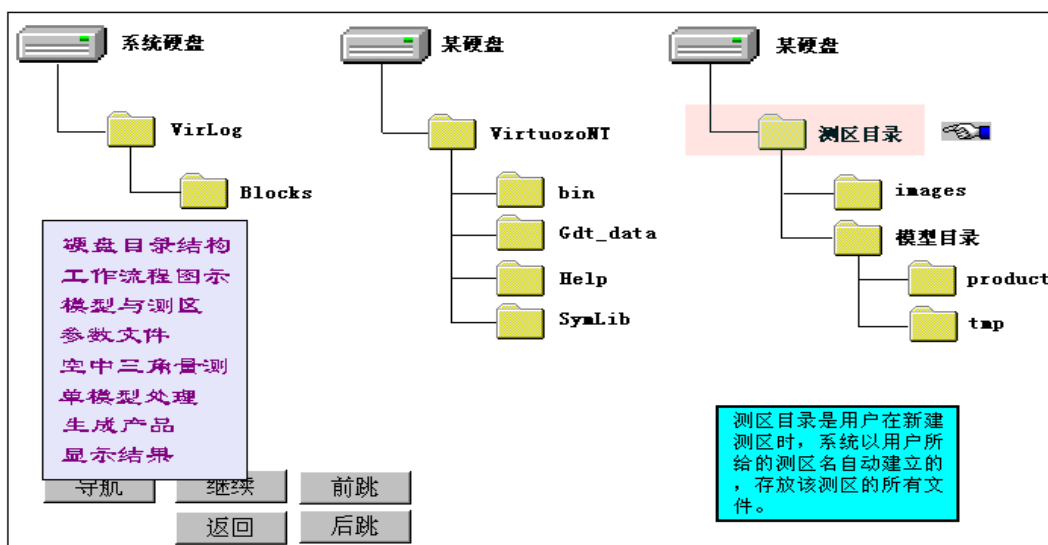 系统硬盘
VirLog
Blocks
某硬盘
VirtuozoNT
bin
Gdt_data
Help
SymLib
某硬盘
测区目录
images
模型目录
product
tmp
硬盘目录结构
工作流程图示
模型与测区
参数文件
空中三角量测
单模型处理
生成产品
显示结果
导航
继续
前跳
返回
后跳
测区目录是用户在新建
测区时，系统以用户所
给的测区名自动建立的
，存放该测区的所有文
件。